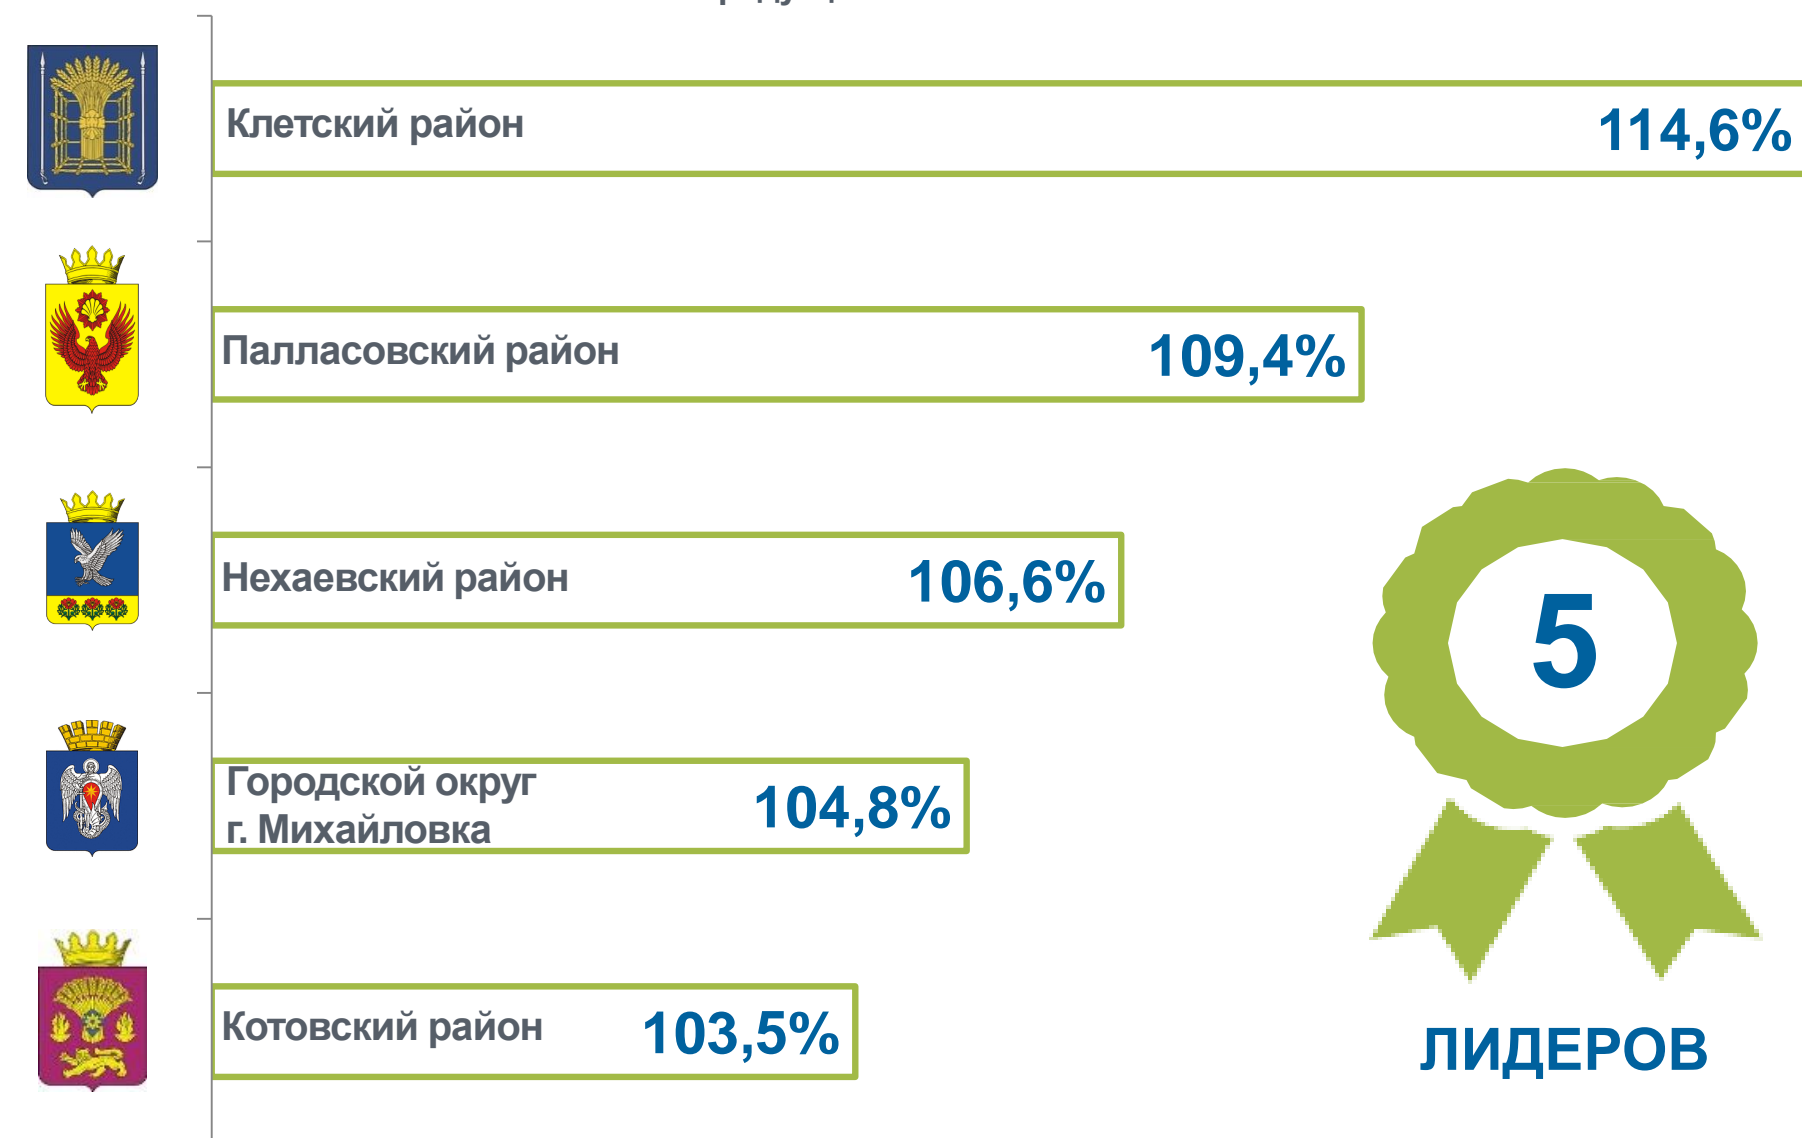 Клетский район
114,6%
Палласовский район
109,4%
Нехаевский район
106,6%
Городской округ
г. Михайловка
104,8%
Котовский район
103,5%
5
ЛИДЕРОВ